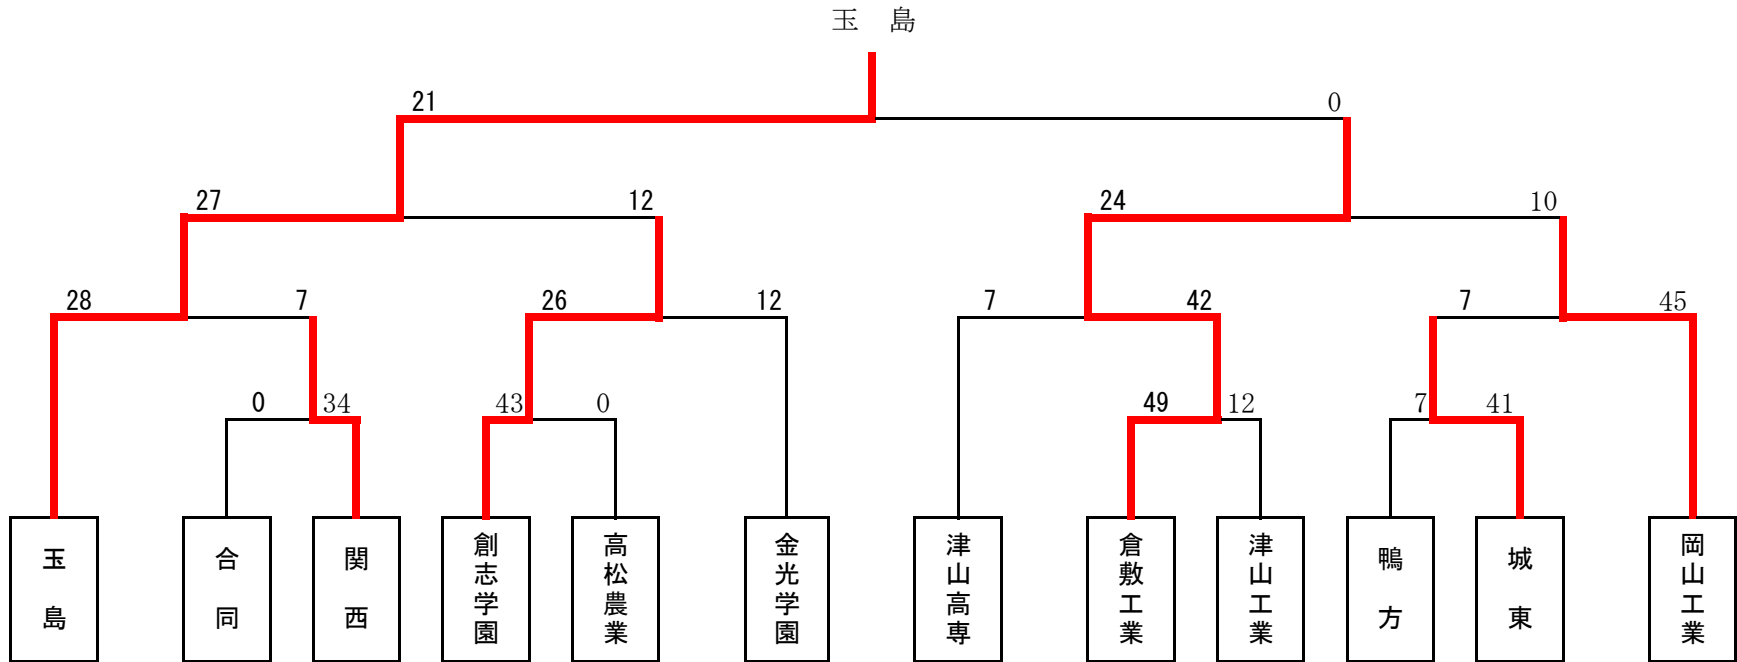 玉 島
21 0
27 12 24 10
28 7 26 12 7 42 7 45
0 34 43 0 49 12 7 41
玉島
合同
関西
創志学園
高松農業
金光学園
津山高専
倉敷工業
津山工業
鴨方
城東
岡山工業